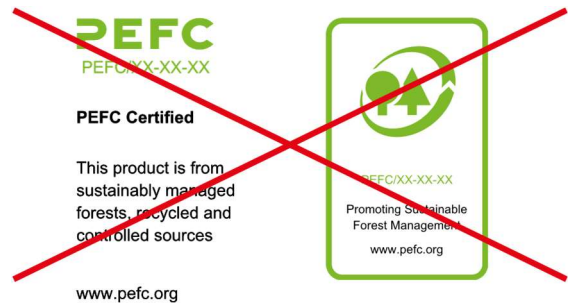 PEFC
PEFC/XX-XX-XX
PEFC Certified
This product is from
sustainably managed
forests, recycled and
controlled sources
www.pefc.org
PEFC/XX-XX-XX
Promoting Sustainable
Forest Management
www.pefc.org